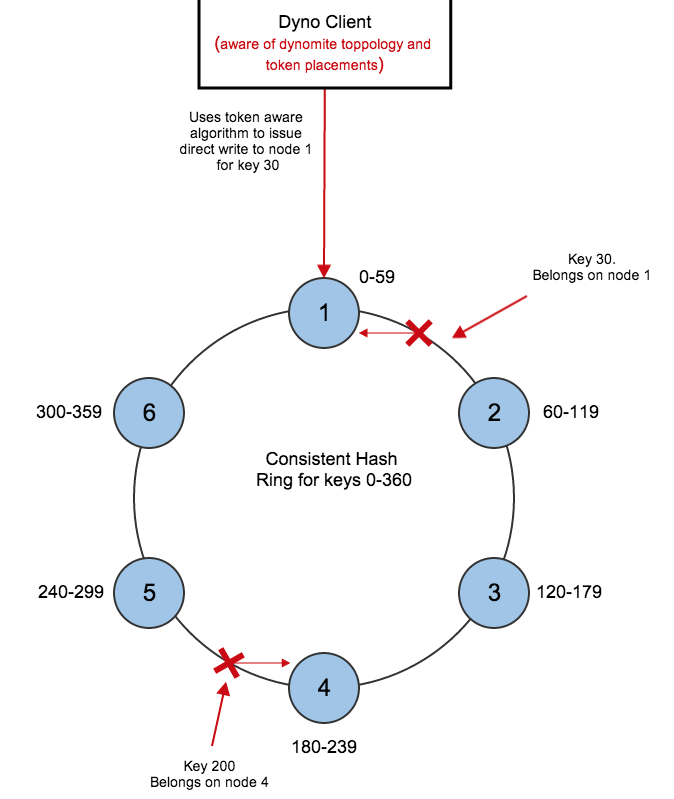 Dyno Client
(aware of dynomite toppology and
token placements)
Uses token aware
algorithm to issue
direct write to node 1
for key 30
Key 30.
Belongs on node 1
0-59
1
300-359
6
2
60-119
Consistent Hash
Ring for keys 0-360
240-299
5
3
120-179
4
180-239
Key 200
Belongs on node 4